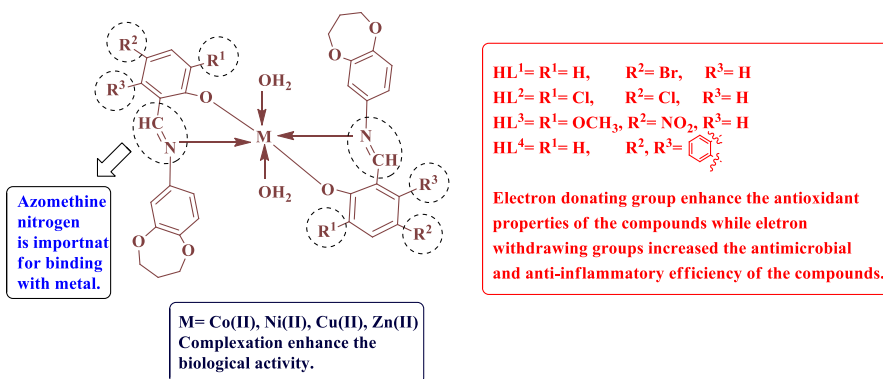 R²
R¹
R³
O
HC
N
OH₂
M
OH₂
O
O
N
CH
O
R³
R¹
R²
O
O
Azomethine
nitrogen
is importnat
for binding
with metal.
M= Co(II), Ni(II), Cu(II), Zn(II)
Complexation enhance the
biological activity.
HL¹= R¹= H, R²= Br, R³= H
HL²= R¹= Cl, R²= Cl, R³= H
HL³= R¹= OCH₃, R²= NO₂, R³= H
HL⁴= R¹= H, R², R³=
Electron donating group enhance the antioxidant
properties of the compounds while eletron
withdrawing groups increased the antimicrobial
and anti-inflammatory efficiency of the compounds.